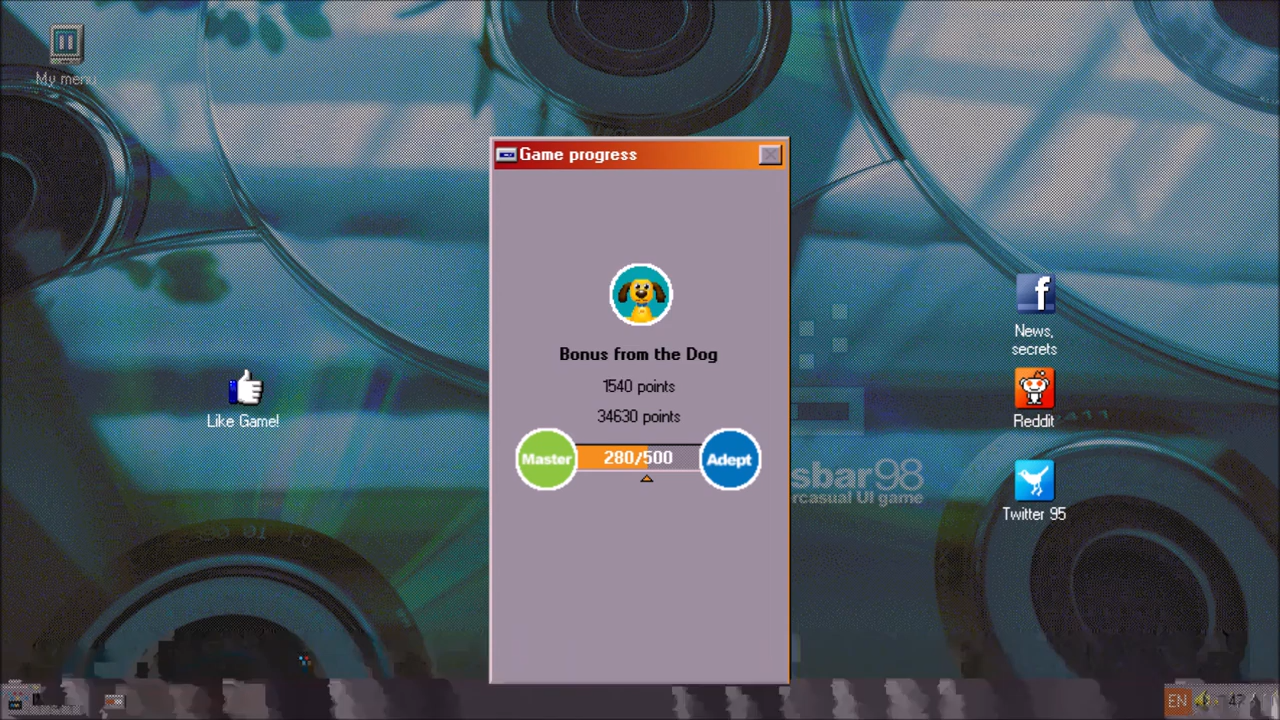 My menu
Game progress
Bonus from the Dog
1540 points
34630 points
Master
280/500
Adept
Like Game!
News,
secrets
Reddit
Twitter 95
sbar98
rcasual UI game
EN